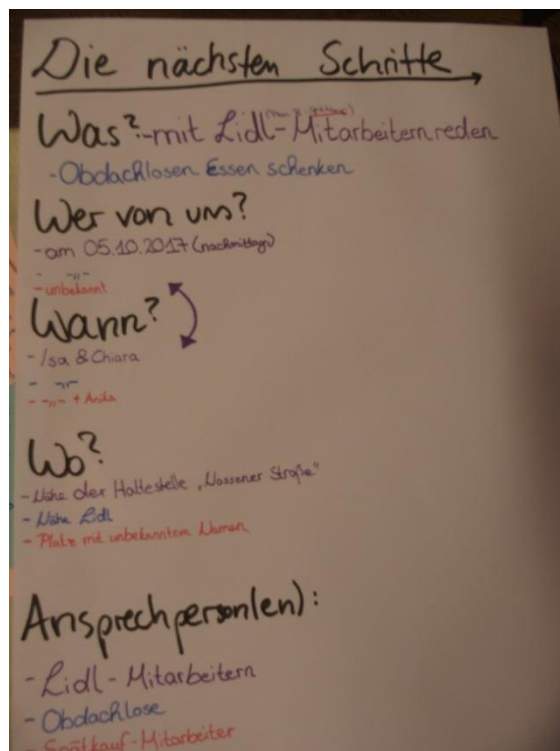 Die nächsten Schritte
Was? - mit Lidl-Mitarbeitern reden
- Obdachlosen Essen schenken
Wer von uns?
- am 05.10.2017 (nachmittags)
- -„-
- unbekannt
Wann?
- Isa & Chiara
- -„-
- -„- + Anika
Wo?
- Nähe der Haltestelle „Nossener Straße“
- Nähe Lidl
- Platz mit unbekanntem Namen
Ansprechperson(en):
- Lidl - Mitarbeitern
- Obdachlose
- Spätkauf-Mitarbeiter